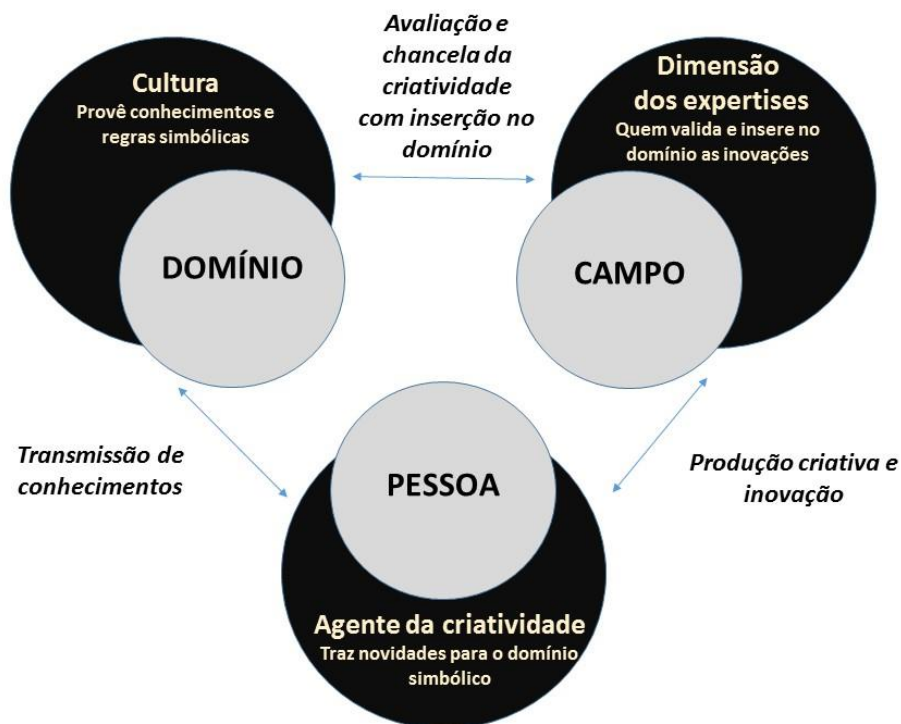 Avaliação e
chancela da
criatividade
com inserção no
domínio
Cultura
Provê conhecimentos e
regras simbólicas
DOMÍNIO
Dimensão
dos expertises
Quem valida e insere no
domínio as inovações
CAMPO
Transmissão de
conhecimentos
PESSOA
Agente da criatividade
Traz novidades para o domínio
simbólico
Produção criativa e
inovação